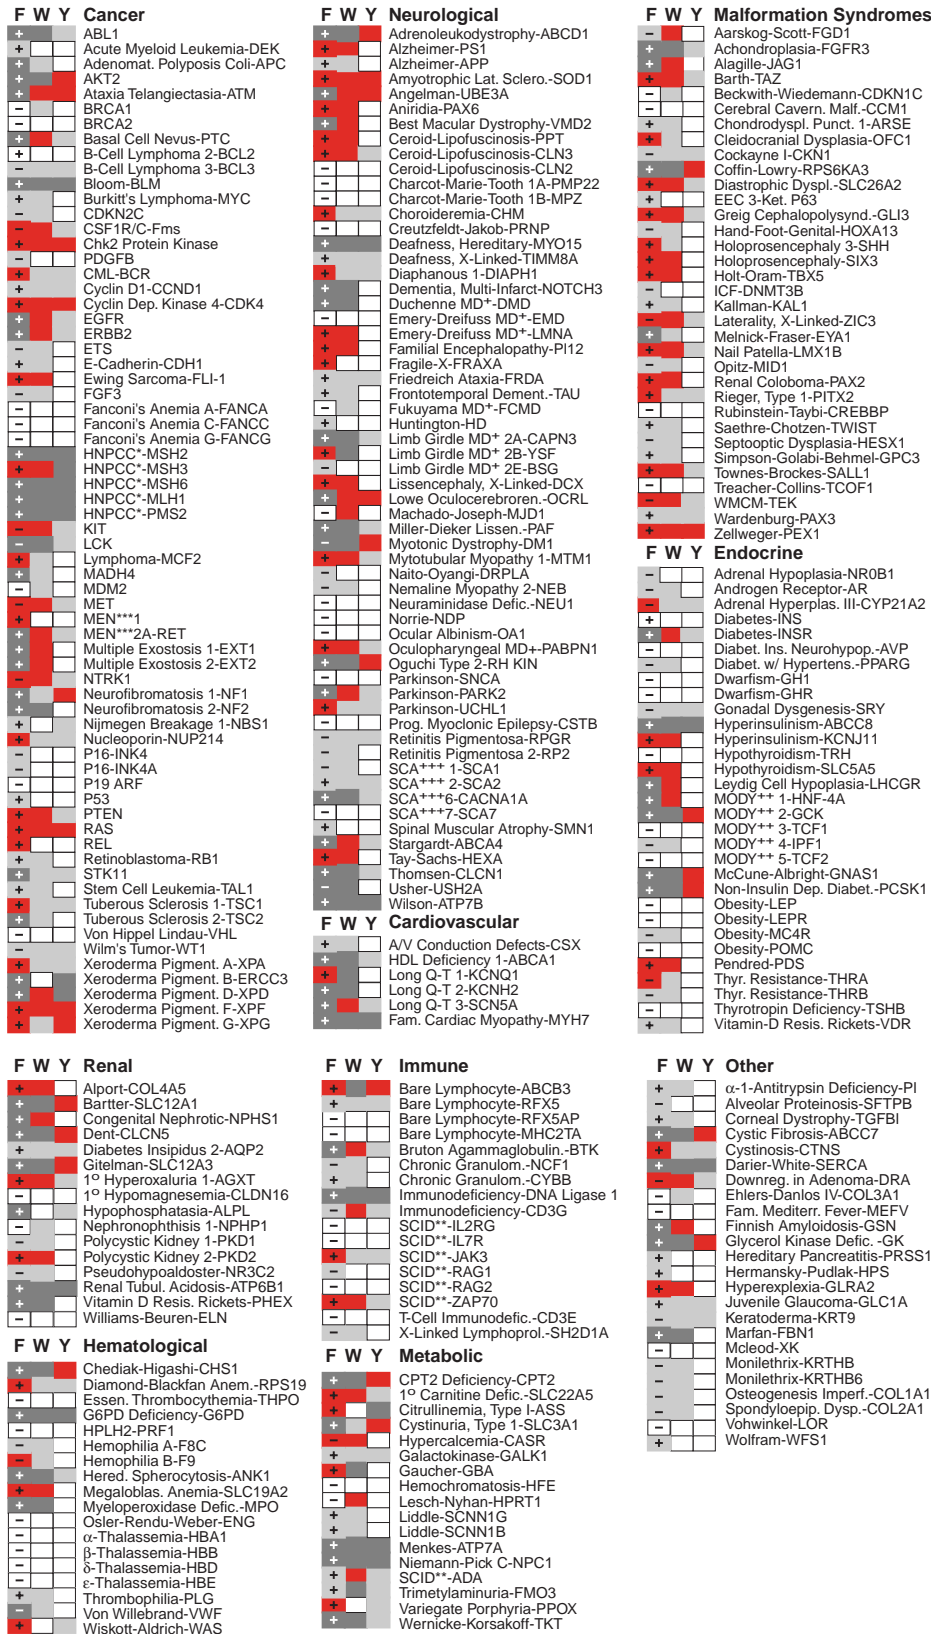 F W Y Cancer
+ ABL1
+ Acute Myeloid Leukemia-DEK
+ Adenomat. Polyposis Coli-APC
+ AKT2
+ Ataxia Telangiectasia-ATM
− BRCA1
− BRCA2
+ Basal Cell Nevus-PTC
+ B-Cell Lymphoma 2-BCL2
− B-Cell Lymphoma 3-BCL3
+ Bloom-BLM
+ Burkitt's Lymphoma-MYC
− CDKN2C
− CSF1R/C-Fms
+ Chk2 Protein Kinase
− PDGFB
+ CML-BCR
+ Cyclin D1-CCND1
+ Cyclin Dep. Kinase 4-CDK4
+ EGFR
+ ERBB2
− ETS
+ E-Cadherin-CDH1
+ Ewing Sarcoma-FLI-1
− FGF3
− Fanconi's Anemia A-FANCA
− Fanconi's Anemia C-FANCC
− Fanconi's Anemia G-FANCG
+ HNPCC*-MSH2
+ HNPCC*-MSH3
+ HNPCC*-MSH6
+ HNPCC*-MLH1
+ HNPCC*-PMS2
− KIT
− LCK
+ Lymphoma-MCF2
+ MADH4
− MDM2
− MET
+ MEN***1
+ MEN***2A-RET
+ Multiple Exostosis 1-EXT1
+ Multiple Exostosis 2-EXT2
− NTRK1
+ Neurofibromatosis 1-NF1
+ Neurofibromatosis 2-NF2
+ Nijmegen Breakage 1-NBS1
+ Nucleoporin-NUP214
− P16-INK4
− P16-INK4A
− P19 ARF
+ P53
+ PTEN
+ RAS
+ REL
+ Retinoblastoma-RB1
+ STK11
+ Stem Cell Leukemia-TAL1
+ Tuberous Sclerosis 1-TSC1
+ Tuberous Sclerosis 2-TSC2
− Von Hippel Lindau-VHL
− Wilm's Tumor-WT1
+ Xeroderma Pigment. A-XPA
+ Xeroderma Pigment. B-ERCC3
+ Xeroderma Pigment. D-XPD
+ Xeroderma Pigment. F-XPF
+ Xeroderma Pigment. G-XPG
F W Y Neurological
+ Adrenoleukodystrophy-ABCD1
+ Alzheimer-PS1
+ Alzheimer-APP
+ Amyotrophic Lat. Sclero.-SOD1
+ Angelman-UBE3A
+ Aniridia-PAX6
+ Best Macular Dystrophy-VMD2
+ Ceroid-Lipofuscinosis-PPT
+ Ceroid-Lipofuscinosis-CLN3
− Ceroid-Lipofuscinosis-CLN2
− Charcot-Marie-Tooth 1A-PMP22
− Charcot-Marie-Tooth 1B-MPZ
+ Choroideremia-CHM
− Creutzfeldt-Jakob-PRNP
+ Deafness, Hereditary-MYO15
+ Deafness, X-Linked-TIMM8A
+ Diaphanous 1-DIAPH1
+ Dementia, Multi-Infarct-NOTCH3
+ Duchenne MD+-DMD
− Emery-Dreifuss MD+-EMD
+ Emery-Dreifuss MD+-LMNA
+ Familial Encephalopathy-PI12
+ Fragile-X-FRAXA
+ Friedreich Ataxia-FRDA
+ Frontotemporal Dement.-TAU
− Fukuyama MD+-FCMD
+ Huntington-HD
+ Limb Girdle MD+ 2A-CAPN3
+ Limb Girdle MD+ 2B-YSF
− Limb Girdle MD+ 2E-BSG
+ Lissencephaly, X-Linked-DCX
+ Lowe Oculocerebroren.-OCRL
− Machado-Joseph-MJD1
+ Miller-Dieker Lissen.-PAF
− Myotonic Dystrophy-DM1
+ Mytotubular Myopathy 1-MTM1
− Naito-Oyangi-DRPLA
− Nemaline Myopathy 2-NEB
− Neuraminidase Defic.-NEU1
− Norrie-NDP
− Ocular Albinism-OA1
+ Oculopharyngeal MD+-PABPN1
+ Oguchi Type 2-RH KIN
− Parkinson-SNCA
+ Parkinson-PARK2
+ Parkinson-UCHL1
− Prog. Myoclonic Epilepsy-CSTB
− Retinitis Pigmentosa-RPGR
− Retinitis Pigmentosa 2-RP2
− SCA+++ 1-SCA1
+ SCA+++ 2-SCA2
+ SCA+++6-CACNA1A
− SCA+++7-SCA7
+ Spinal Muscular Atrophy-SMN1
+ Stargardt-ABCA4
+ Tay-Sachs-HEXA
+ Thomsen-CLCN1
− Usher-USH2A
+ Wilson-ATP7B
Cardiovascular
F W Y
+ A/V Conduction Defects-CSX
+ HDL Deficiency 1-ABCA1
+ Long Q-T 1-KCNQ1
+ Long Q-T 2-KCNH2
+ Long Q-T 3-SCN5A
+ Fam. Cardiac Myopathy-MYH7
F W Y Malformation Syndromes
− Aarskog-Scott-FGD1
+ Achondroplasia-FGFR3
+ Alagille-JAG1
+ Barth-TAZ
− Beckwith-Wiedemann-CDKN1C
− Cerebral Cavern. Malf.-CCM1
+ Chondrodyspl. Punct. 1-ARSE
+ Cleidocranial Dysplasia-OFC1
− Cockayne I-CKN1
+ Coffin-Lowry-RPS6KA3
+ Diastrophic Dyspl.-SLC26A2
+ EEC 3-Ket. P63
+ Greig Cephalopolysynd.-GLI3
− Hand-Foot-Genital-HOXA13
+ Holoprosencephaly 3-SHH
+ Holoprosencephaly-SIX3
+ Holt-Oram-TBX5
− ICF-DNMT3B
+ Kallman-KAL1
− Laterality, X-Linked-ZIC3
+ Melnick-Fraser-EYA1
+ Nail Patella-LMX1B
− Opitz-MID1
+ Renal Coloboma-PAX2
+ Rieger, Type 1-PITX2
− Rubinstein-Taybi-CREBBP
+ Saethre-Chotzen-TWIST
− Septooptic Dysplasia-HESX1
+ Simpson-Golabi-Behmel-GPC3
+ Townes-Brockes-SALL1
− Treacher-Collins-TCOF1
− WMCM-TEK
+ Wardenburg-PAX3
+ Zellweger-PEX1
F W Y Endocrine
− Adrenal Hypoplasia-NR0B1
− Androgen Receptor-AR
− Adrenal Hyperplas. III-CYP21A2
+ Diabetes-INS
+ Diabetes-INSR
− Diabet. Ins. Neurohypop.-AVP
− Diabet. w/ Hypertens.-PPARG
− Dwarfism-GH1
− Dwarfism-GHR
− Gonadal Dysgenesis-SRY
+ Hyperinsulinism-ABCC8
+ Hyperinsulinism-KCNJ11
− Hypothyroidism-TRH
+ Hypothyroidism-SLC5A5
+ Leydig Cell Hypoplasia-LHCGR
+ MODY++ 1-HNF-4A
+ MODY++ 2-GCK
− MODY++ 3-TCF1
− MODY++ 4-IPF1
− MODY++ 5-TCF2
+ McCune-Albright-GNAS1
+ Non-Insulin Dep. Diabet.-PCSK1
− Obesity-LEP
− Obesity-LEPR
− Obesity-MC4R
− Obesity-POMC
+ Pendred-PDS
− Thyr. Resistance-THRA
− Thyr. Resistance-THRB
− Thyrotropin Deficiency-TSHB
+ Vitamin-D Resis. Rickets-VDR
F W Y Renal
+ Alport-COL4A5
+ Bartter-SLC12A1
+ Congenital Nephrotic-NPHS1
+ Dent-CLCN5
+ Diabetes Insipidus 2-AQP2
+ Gitelman-SLC12A3
+ 1º Hyperoxaluria 1-AGXT
− 1º Hypomagnesemia-CLDN16
+ Hypophosphatasia-ALPL
− Nephronophthisis 1-NPHP1
− Polycystic Kidney 1-PKD1
+ Polycystic Kidney 2-PKD2
− Pseudohypoaldoster-NR3C2
+ Renal Tubul. Acidosis-ATP6B1
+ Vitamin D Resis. Rickets-PHEX
− Williams-Beuren-ELN
F W Y Hematological
+ Chediak-Higashi-CHS1
+ Diamond-Blackfan Anem.-RPS19
− Essen. Thrombocythemia-THPO
+ G6PD Deficiency-G6PD
− HPLH2-PRF1
− Hemophilia A-F8C
− Hemophilia B-F9
+ Hered. Spherocytosis-ANK1
+ Megaloblas. Anemia-SLC19A2
+ Myeloperoxidase Defic.-MPO
− Osler-Rendu-Weber-ENG
− α-Thalassemia-HBA1
− β-Thalassemia-HBB
− δ-Thalassemia-HBD
− ε-Thalassemia-HBE
+ Thrombophilia-PLG
− Von Willebrand-VWF
+ Wiskott-Aldrich-WAS
F W Y Immune
+ Bare Lymphocyte-ABCB3
+ Bare Lymphocyte-RFX5
− Bare Lymphocyte-RFX5AP
− Bare Lymphocyte-MHC2TA
+ Bruton Agammaglobulin.-BTK
− Chronic Granulom.-NCF1
+ Chronic Granulom.-CYBB
+ Immunodeficiency-DNA Ligase 1
− Immunodeficiency-CD3G
− SCID**-IL2RG
− SCID**-IL7R
+ SCID**-JAK3
− SCID**-RAG1
− SCID**-RAG2
+ SCID**-ZAP70
− T-Cell Immunodefic.-CD3E
− X-Linked Lymphoprol.-SH2D1A
F W Y Metabolic
+ CPT2 Deficiency-CPT2
+ 1º Carnitine Defic.-SLC22A5
+ Citrullinemia, Type I-ASS
+ Cystinuria, Type 1-SLC3A1
− Hypercalcemia-CASR
+ Galactokinase-GALK1
+ Gaucher-GBA
− Hemochromatosis-HFE
− Lesch-Nyhan-HPRT1
+ Liddle-SCNN1G
+ Liddle-SCNN1B
+ Menkes-ATP7A
+ Niemann-Pick C-NPC1
− SCID**-ADA
+ Trimetylaminuria-FMO3
+ Variegate Porphyria-PPOX
+ Wernicke-Korsakoff-TKT
F W Y Other
+ α-1-Antitrypsin Deficiency-PI
− Alveolar Proteinosis-SFTPB
− Corneal Dystrophy-TGFBI
+ Cystic Fibrosis-ABCC7
+ Cystinosis-CTNS
+ Darier-White-SERCA
− Downreg. in Adenoma-DRA
− Ehlers-Danlos IV-COL3A1
− Fam. Mediterr. Fever-MEFV
+ Finnish Amyloidosis-GSN
+ Glycerol Kinase Defic. -GK
+ Hereditary Pancreatitis-PRSS1
+ Hermansky-Pudlak-HPS
+ Hyperexplexia-GLRA2
+ Juvenile Glaucoma-GLC1A
− Keratoderma-KRT9
+ Marfan-FBN1
− Mcleod-XK
− Monilethrix-KRTHB
− Monilethrix-KRTHB6
− Osteogenesis Imperf.-COL1A1
− Spondyloepip. Dysp.-COL2A1
− Vohwinkel-LOR
+ Wolfram-WFS1